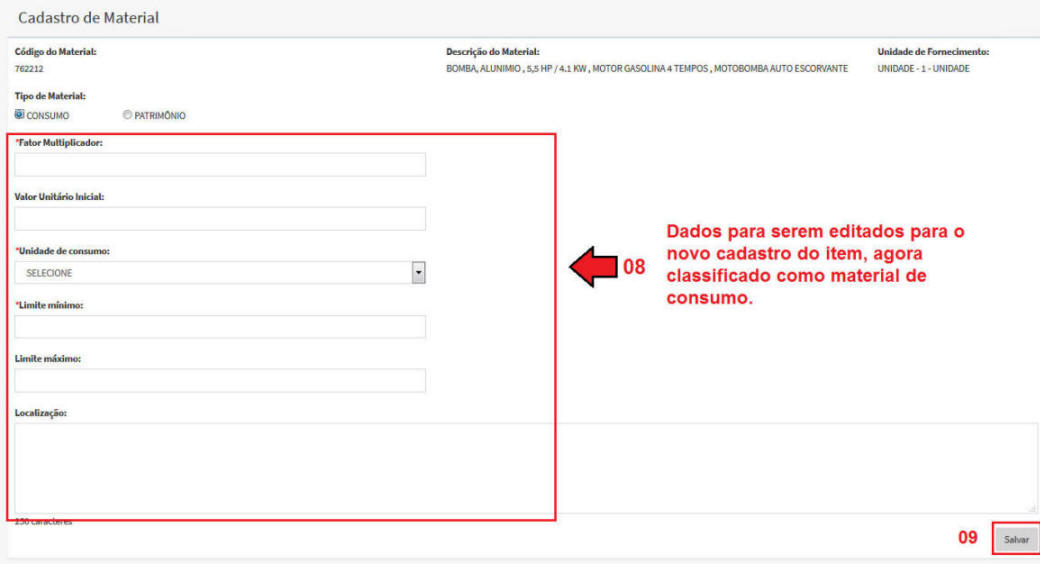 Cadastro de Material
Código do Material:
762212
Descrição do Material:
BOMBA, ALUNIMIO , 5,5 HP / 4.1 KW , MOTOR GASOLINA 4 TEMPOS , MOTOBOMBA AUTO ESCORVANTE
Unidade de Fornecimento:
UNIDADE - 1 - UNIDADE
Tipo de Material:
CONSUMO
PATRIMÔNIO
*Fator Multiplicador:
Valor Unitário Inicial:
*Unidade de consumo:
SELECIONE
*Limite mínimo:
Limite máximo:
Localização:
250 caracteres
08
Dados para serem editados para o
novo cadastro do item, agora
classificado como material de
consumo.
09
Salvar